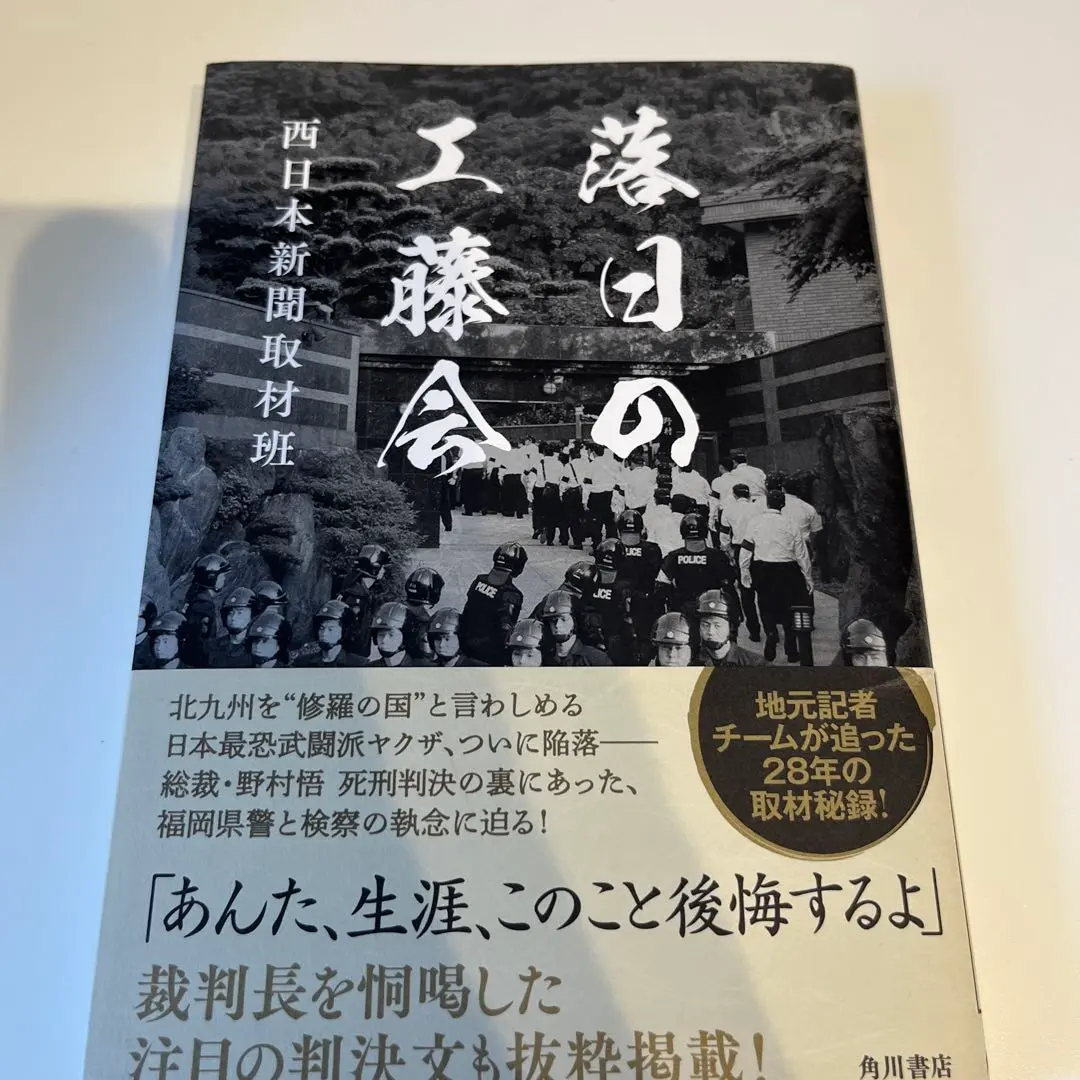 落日の
工藤会
西日本新聞取材班
POLICE
LICE
LICE
POLICE
北九州を“修羅の国”と言わしめる
日本最恐武闘派ヤクザ、ついに陥落――
総裁・野村悟 死刑判決の裏にあった、
福岡県警と検察の執念に迫る！
地元記者
チームが追った
28年の
取材秘録！
「あんた、生涯、このこと後悔するよ」
裁判長を恫喝した
注目の判決文も抜粋掲載！
角川書店